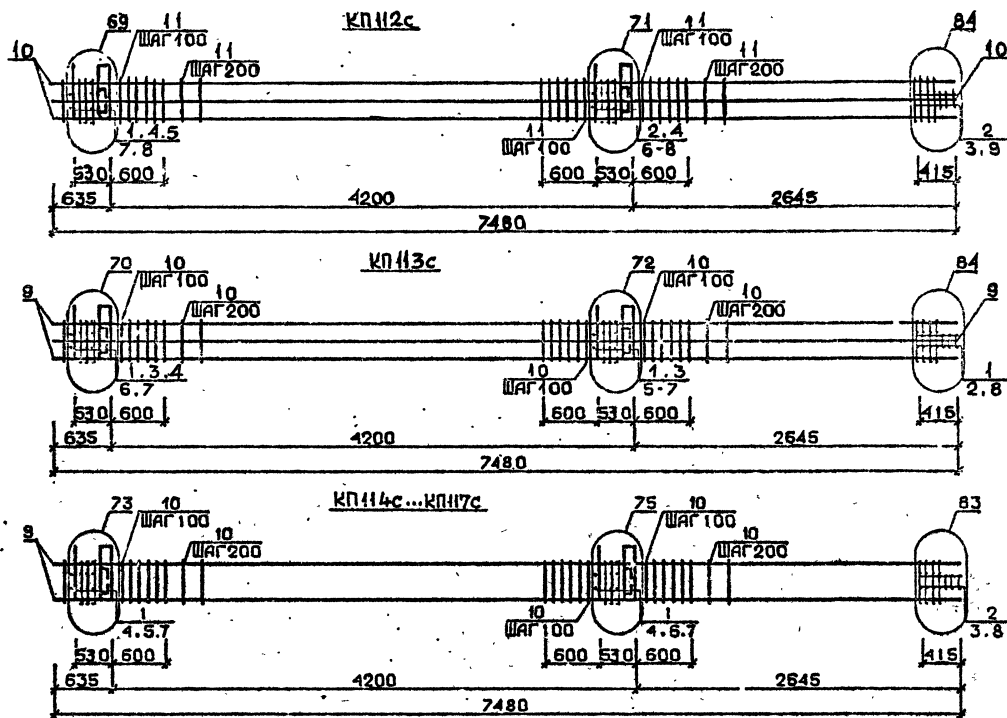 КП112с
69 11 71 11 84
ШАГ100 ШАГ100
10 11 11 10
ШАГ200 ШАГ200
1.4.5 11 2.4 2
7.8 ШАГ100 6-8 3.9
530 600 600 530 600 415
635 4200 2645
7480
КП113с
70 10 72 10 84
ШАГ100 ШАГ100
9 10 10 9
ШАГ200 ШАГ200
1.3.4 10 1.3 1
6.7 ШАГ100 5-7 2.8
530 600 600 530 600 415
635 4200 2645
7480
КП114с...КП117с
73 10 75 10 83
ШАГ100 ШАГ100
9 10 10
ШАГ200 ШАГ200
1 10 1 2
4.5.7 ШАГ100 4.6.7 3.8
530 600 600 530 600 415
635 4200 2645
7480